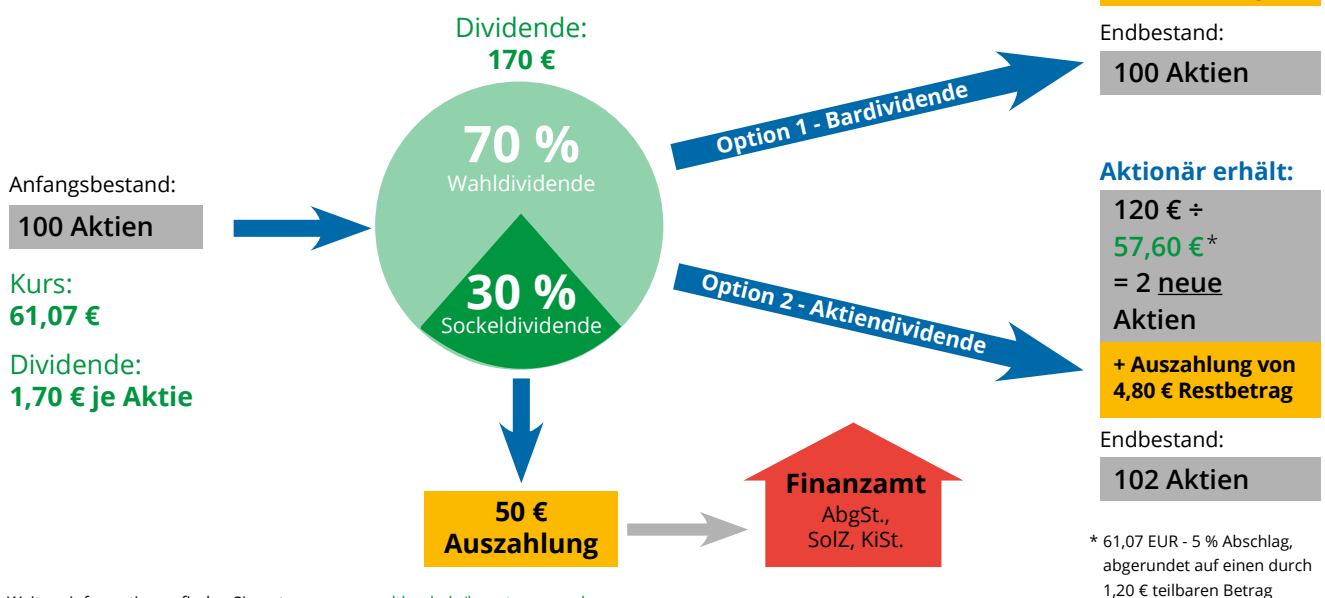 Dividende:
170 €
70 %
Wahldividende
30 %
Sockeldividende
Anfangsbestand:
100 Aktien
Kurs:
61,07 €
Dividende:
1,70 € je Aktie
Option 1 - Bardividende
Option 2 - Aktiendividende
50 €
Auszahlung
Finanzamt
AbgSt.,
SolZ, KiSt.
Endbestand:
100 Aktien
Aktionär erhält:
120 € ÷
57,60 €*
= 2 neue
Aktien
+ Auszahlung von
4,80 € Restbetrag
Endbestand:
102 Aktien
* 61,07 EUR - 5 % Abschlag,
abgerundet auf einen durch
1,20 € teilbaren Betrag